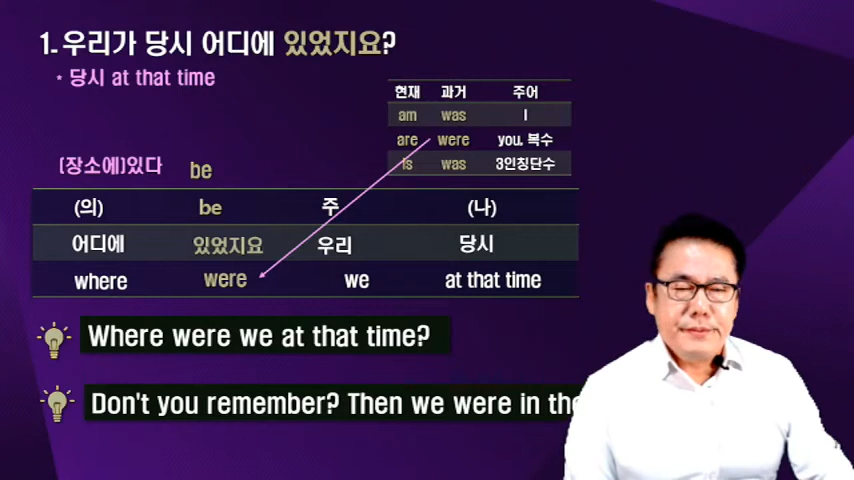 1. 우리가 당시 어디에 있었지요?
* 당시 at that time
현재 과거 주어
am was I
are were you, 복수
is was 3인칭단수
(장소에)있다 be
(의) be 주 (나)
어디에 있었지요 우리 당시
where were we at that time
Where were we at that time?
Don't you remember? Then we were in